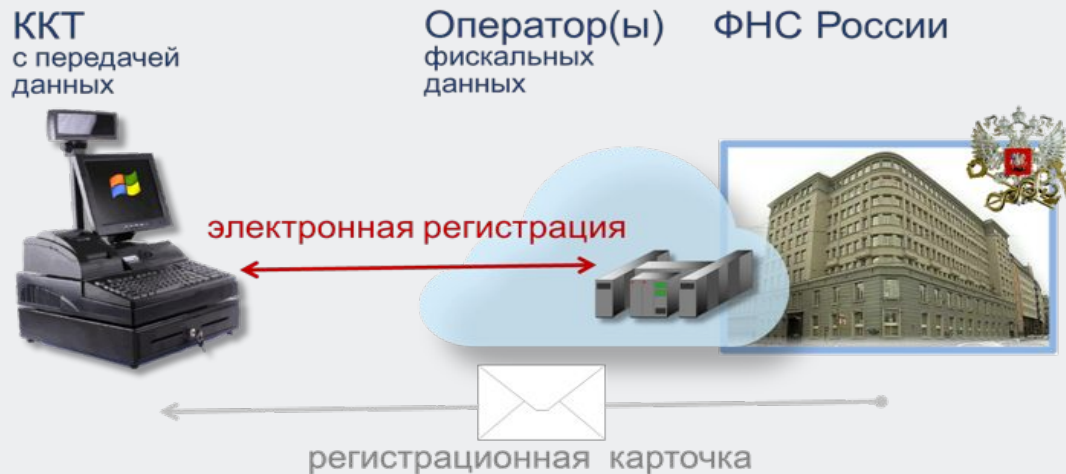 ККТ
с передачей
данных
Оператор(ы)
фискальных
данных
ФНС России
электронная регистрация
регистрационная карточка